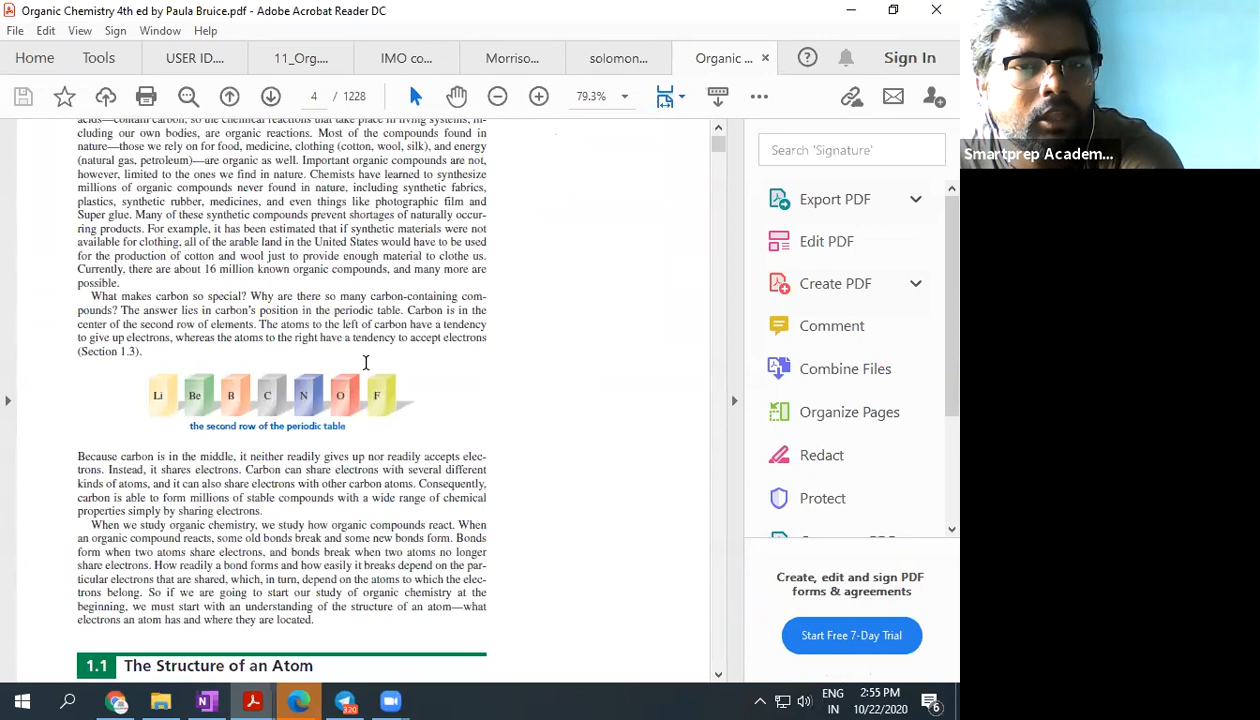 Organic Chemistry 4th ed by Paula Bruice.pdf - Adobe Acrobat Reader DC
File Edit View Sign Window Help
Home Tools USER ID.... 11_Org.... IMO co... Morriso... solomon... Organic ... × Sign In
4 / 1228 79.3%
acids—contain carbon, so the chemical reactions that take place in living systems, in-
cluding our own bodies, are organic reactions. Most of the compounds found in
nature—those we rely on for food, medicine, clothing (cotton, wool, silk), and energy
(natural gas, petroleum)—are organic as well. Important organic compounds are not,
however, limited to the ones we find in nature. Chemists have learned to synthesize
millions of organic compounds never found in nature, including synthetic fabrics,
plastics, synthetic rubber, medicines, and even things like photographic film and
Super glue. Many of these synthetic compounds prevent shortages of naturally occur-
ring products. For example, it has been estimated that if synthetic materials were not
available for clothing, all of the arable land in the United States would have to be used
for the production of cotton and wool just to provide enough material to clothe us.
Currently, there are about 16 million known organic compounds, and many more are
possible.
What makes carbon so special? Why are there so many carbon-containing com-
pounds? The answer lies in carbon's position in the periodic table. Carbon is in the
center of the second row of elements. The atoms to the left of carbon have a tendency
to give up electrons, whereas the atoms to the right have a tendency to accept electrons
(Section 1.3).
Li Be B C N O F
the second row of the periodic table
Because carbon is in the middle, it neither readily gives up nor readily accepts elec-
trons. Instead, it shares electrons. Carbon can share electrons with several different
kinds of atoms, and it can also share electrons with other carbon atoms. Consequently,
carbon is able to form millions of stable compounds with a wide range of chemical
properties simply by sharing electrons.
When we study organic chemistry, we study how organic compounds react. When
an organic compound reacts, some old bonds break and some new bonds form. Bonds
form when two atoms share electrons, and bonds break when two atoms no longer
share electrons. How readily a bond forms and how easily it breaks depend on the par-
ticular electrons that are shared, which, in turn, depend on the atoms to which the elec-
trons belong. So if we are going to start our study of organic chemistry at the
beginning, we must start with an understanding of the structure of an atom—what
electrons an atom has and where they are located.
1.1 The Structure of an Atom
Search 'Signature'
Export PDF
Edit PDF
Create PDF
Comment
Combine Files
Organize Pages
Redact
Protect
Create, edit and sign PDF
forms & agreements
Start Free 7-Day Trial
Smartprep Academ...
320
ENG
IN
2:55 PM
10/22/2020
6